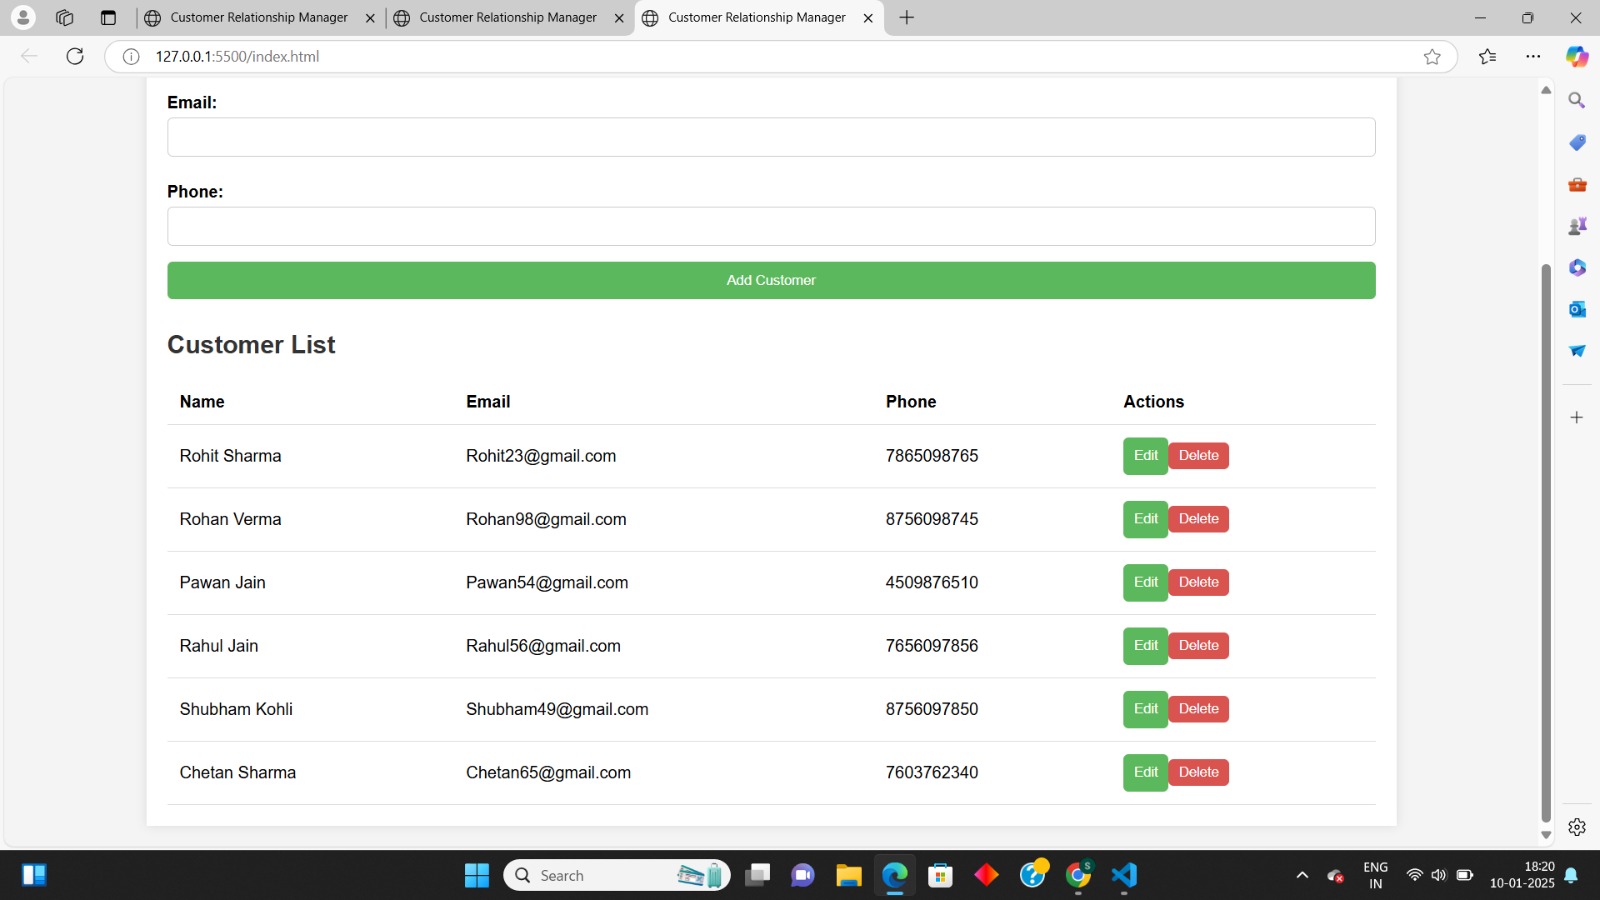 Customer Relationship Manager Customer Relationship Manager Customer Relationship Manager
127.0.0.1:5500/index.html
Email:
Phone:
Add Customer
Customer List
Name Email Phone Actions
Rohit Sharma Rohit23@gmail.com 7865098765 Edit Delete
Rohan Verma Rohan98@gmail.com 8756098745 Edit Delete
Pawan Jain Pawan54@gmail.com 4509876510 Edit Delete
Rahul Jain Rahul56@gmail.com 7656097856 Edit Delete
Shubham Kohli Shubham49@gmail.com 8756097850 Edit Delete
Chetan Sharma Chetan65@gmail.com 7603762340 Edit Delete
Search
S
ENG
IN
18:20
10-01-2025